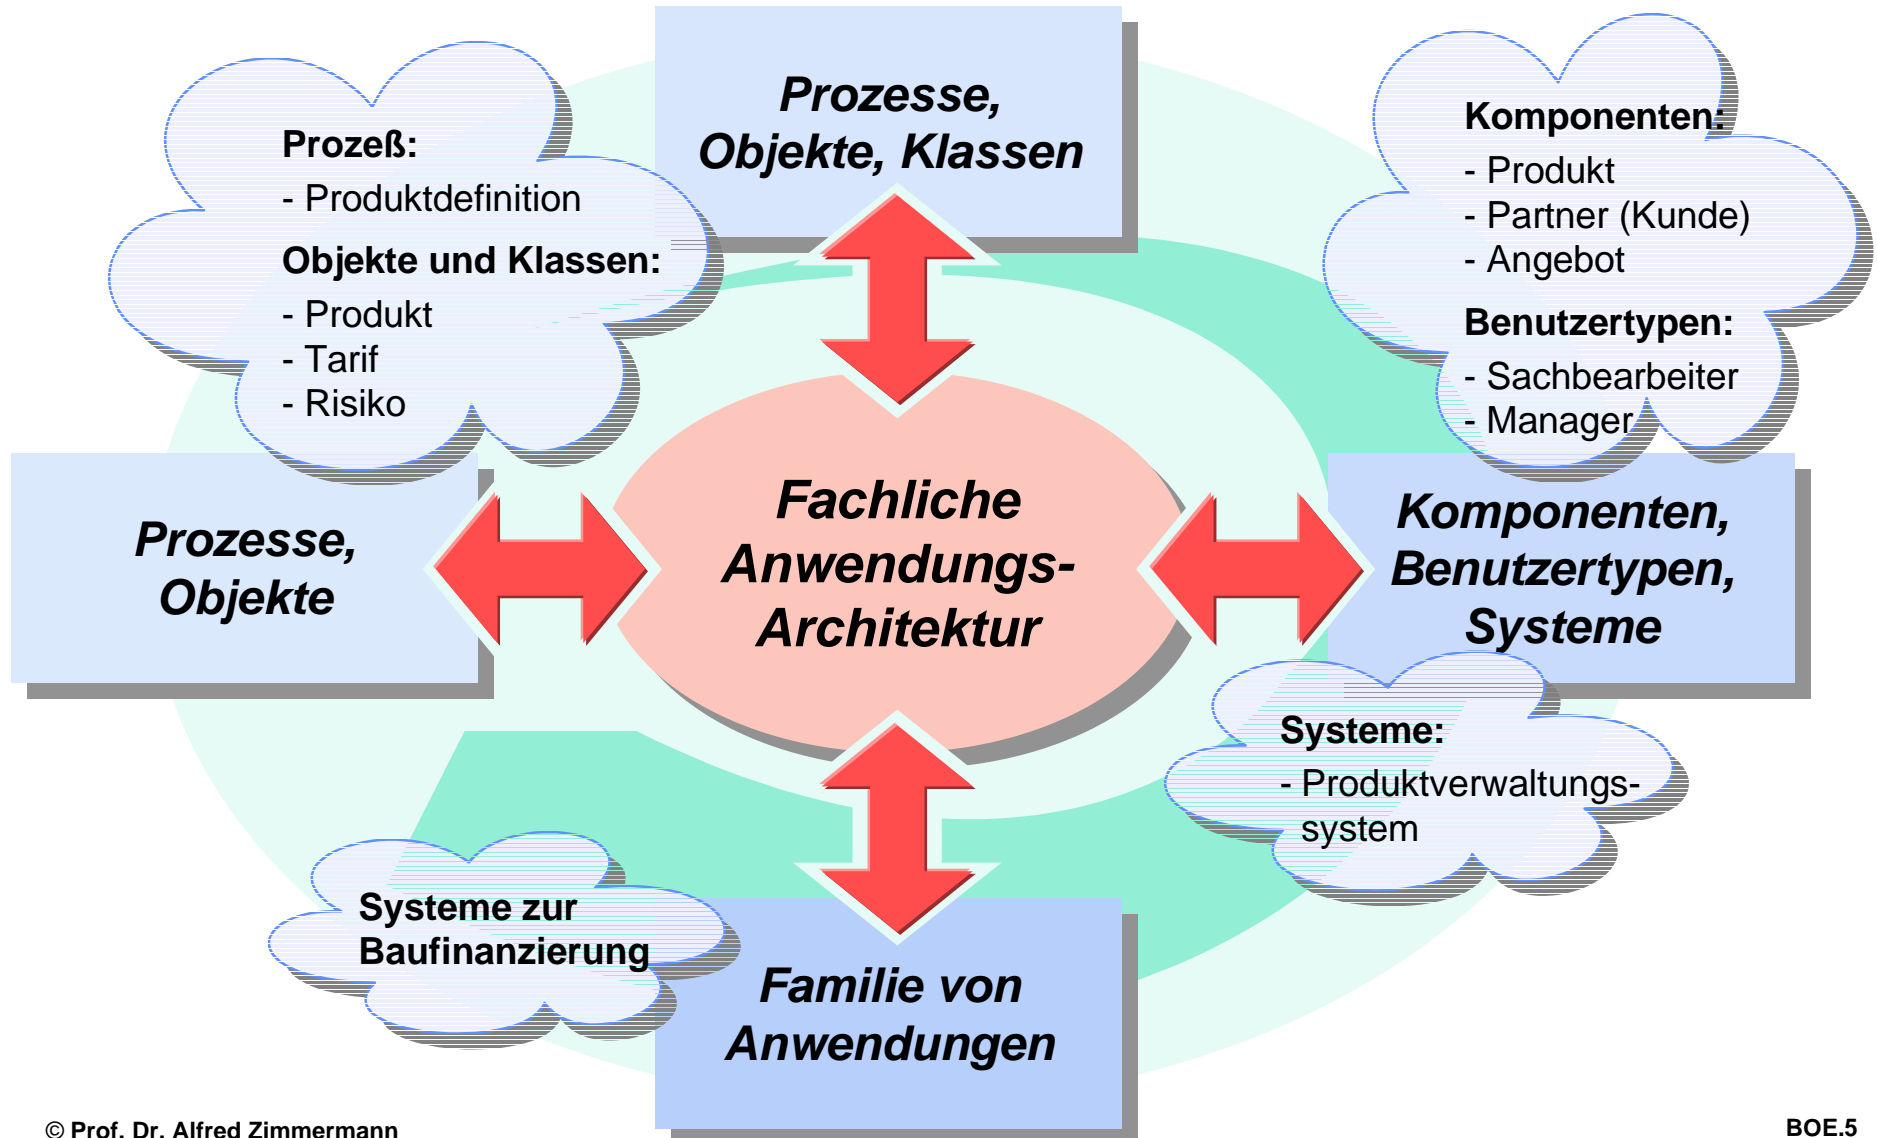 Prozesse,
Objekte, Klassen
Prozeß:
- Produktdefinition
Objekte und Klassen:
- Produkt
- Tarif
- Risiko
Komponenten:
- Produkt
- Partner (Kunde)
- Angebot
Benutzertypen:
- Sachbearbeiter
- Manager
Prozesse,
Objekte
Fachliche
Anwendungs-
Architektur
Komponenten,
Benutzertypen,
Systeme
Systeme:
- Produktverwaltungs-
system
Systeme zur
Baufinanzierung
Familie von
Anwendungen
© Prof. Dr. Alfred Zimmermann
BOE.5